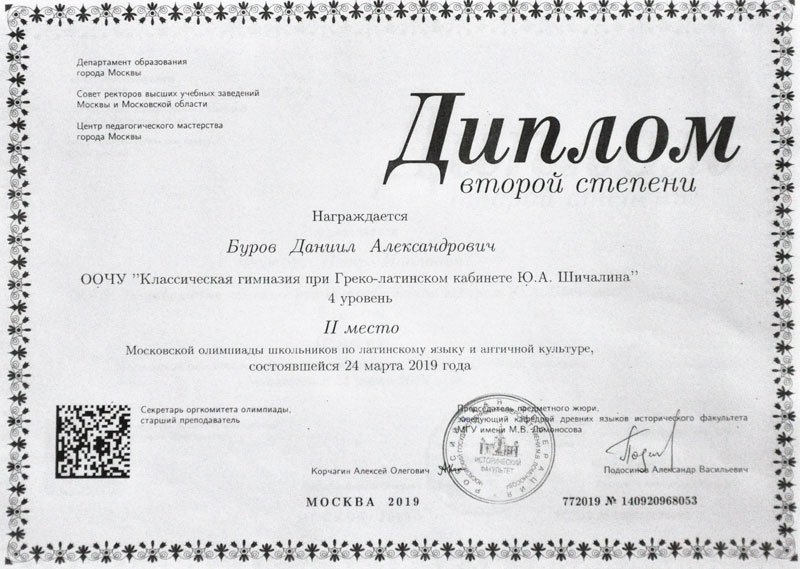 Департамент образования
города Москвы
Совет ректоров высших учебных заведений
Москвы и Московской области
Центр педагогического мастерства
города Москвы
Диплом
второй степени
Награждается
Буров Даниил Александрович
ООЧУ "Классическая гимназия при Греко-латинском кабинете Ю.А. Шичалина"
4 уровень
II место
Московской олимпиады школьников по латинскому языку и античной культуре,
состоявшейся 24 марта 2019 года
Секретарь оргкомитета олимпиады,
старший преподаватель
Корчагин Алексей Олегович
Председатель предметного жюри,
заведующий кафедрой древних языков исторического факультета
МГУ имени М.В. Ломоносова
ИСТОРИЧЕСКИЙ
ФАКУЛЬТЕТ
Подосинов Александр Васильевич
МОСКВА 2019
772019 № 140920968053